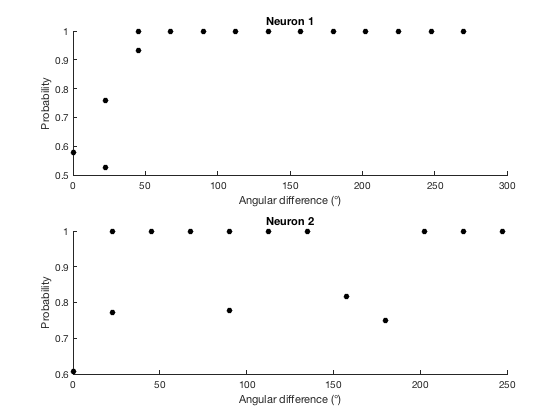 Neuron 1
1
0.9
0.8
0.7
0.6
0.5
Probability
0 50 100 150 200 250 300
Angular difference (°)
Neuron 2
1
0.9
0.8
0.7
0.6
Probability
0 50 100 150 200 250
Angular difference (°)